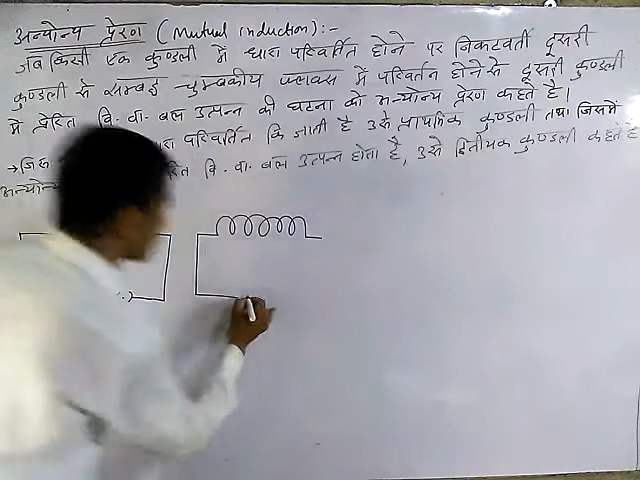 अन्योन्य प्रेरण (Mutual induction):-
जब किसी एक कुण्डली में धारा परिवर्तित होने पर निकटवर्ती दूसरी
कुण्डली से सम्बद्ध चुम्बकीय फ्लक्स में परिवर्तन होने से दूसरी कुण्डली
में प्रेरित वि. वा. बल उत्पन्न की घटना को अन्योन्य प्रेरण कहते है।
→ जिस धारा परिवर्तित कि जाती है उसे प्राथमिक कुण्डली तथा जिसमें
अन्योन्य वि. वा. बल उत्पन्न होता है, उसे द्वितीयक कुण्डली कहते है